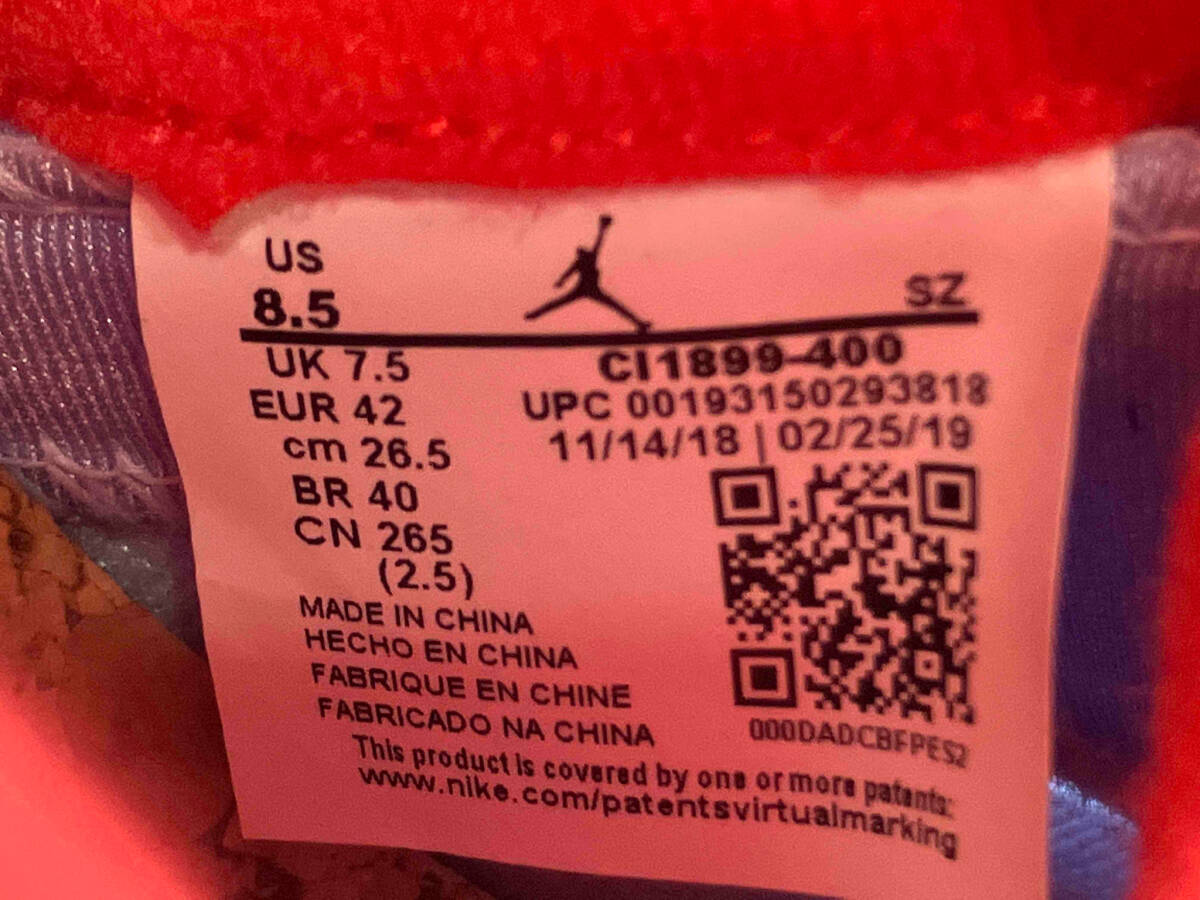 US
8.5
SZ
UK 7.5
EUR 42
cm 26.5
BR 40
CN 265
(2.5)
CI1899-400
UPC 00193150293818
11/14/18 | 02/25/19
MADE IN CHINA
HECHO EN CHINA
FABRIQUE EN CHINE
FABRICADO NA CHINA
000DADCBFPES2
This product is covered by one or more patents:
www.nike.com/patentsvirtualmarking